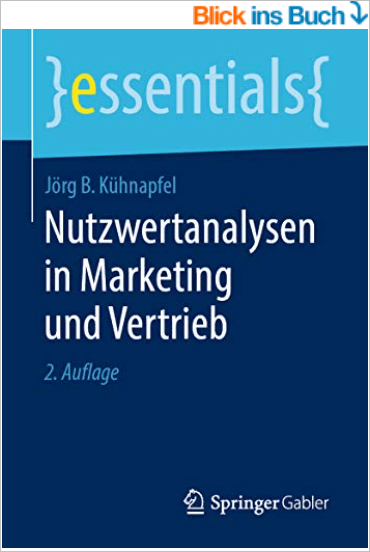 Blick ins Buch
}essentials{
Jörg B. Kühnapfel
Nutzwertanalysen
in Marketing
und Vertrieb
2. Auflage
Springer Gabler